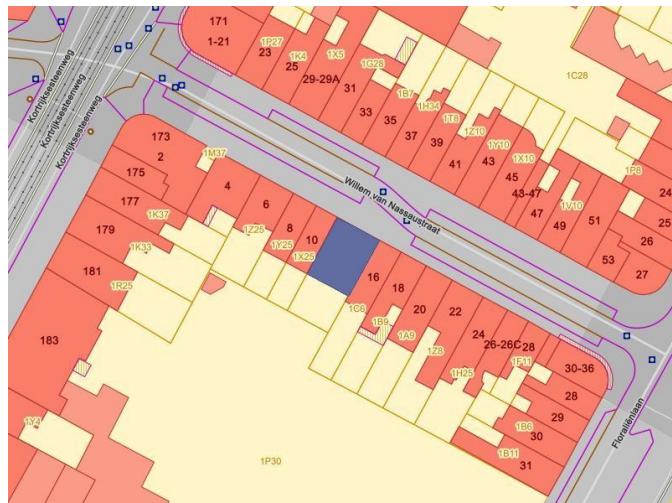 171
1-21
1P27
23
1K4
25
1X5
29-29A
31
1G28
33
1B7
35
1H34
37
1T8
39
1Z10
41
1Y10
43
1X10
45
43-47
47
1V10
49
51
53
1C28
1P8
24
25
26
27
Kortrijksesteenweg
Kortrijksesteenweg
Kortrijksesteenweg
Willem van Nassaustraat
173
2
1M37
175
177
1K37
179
1K33
181
1R25
183
1Y4
4
6
1Z25
8
1Y25
10
1X25
16
1C6
18
1B9
20
1A9
22
1Z8
24
1H25
26-26C
28
1F11
30-36
28
29
1B6
30
1B11
31
1P30
Floraliënlaan